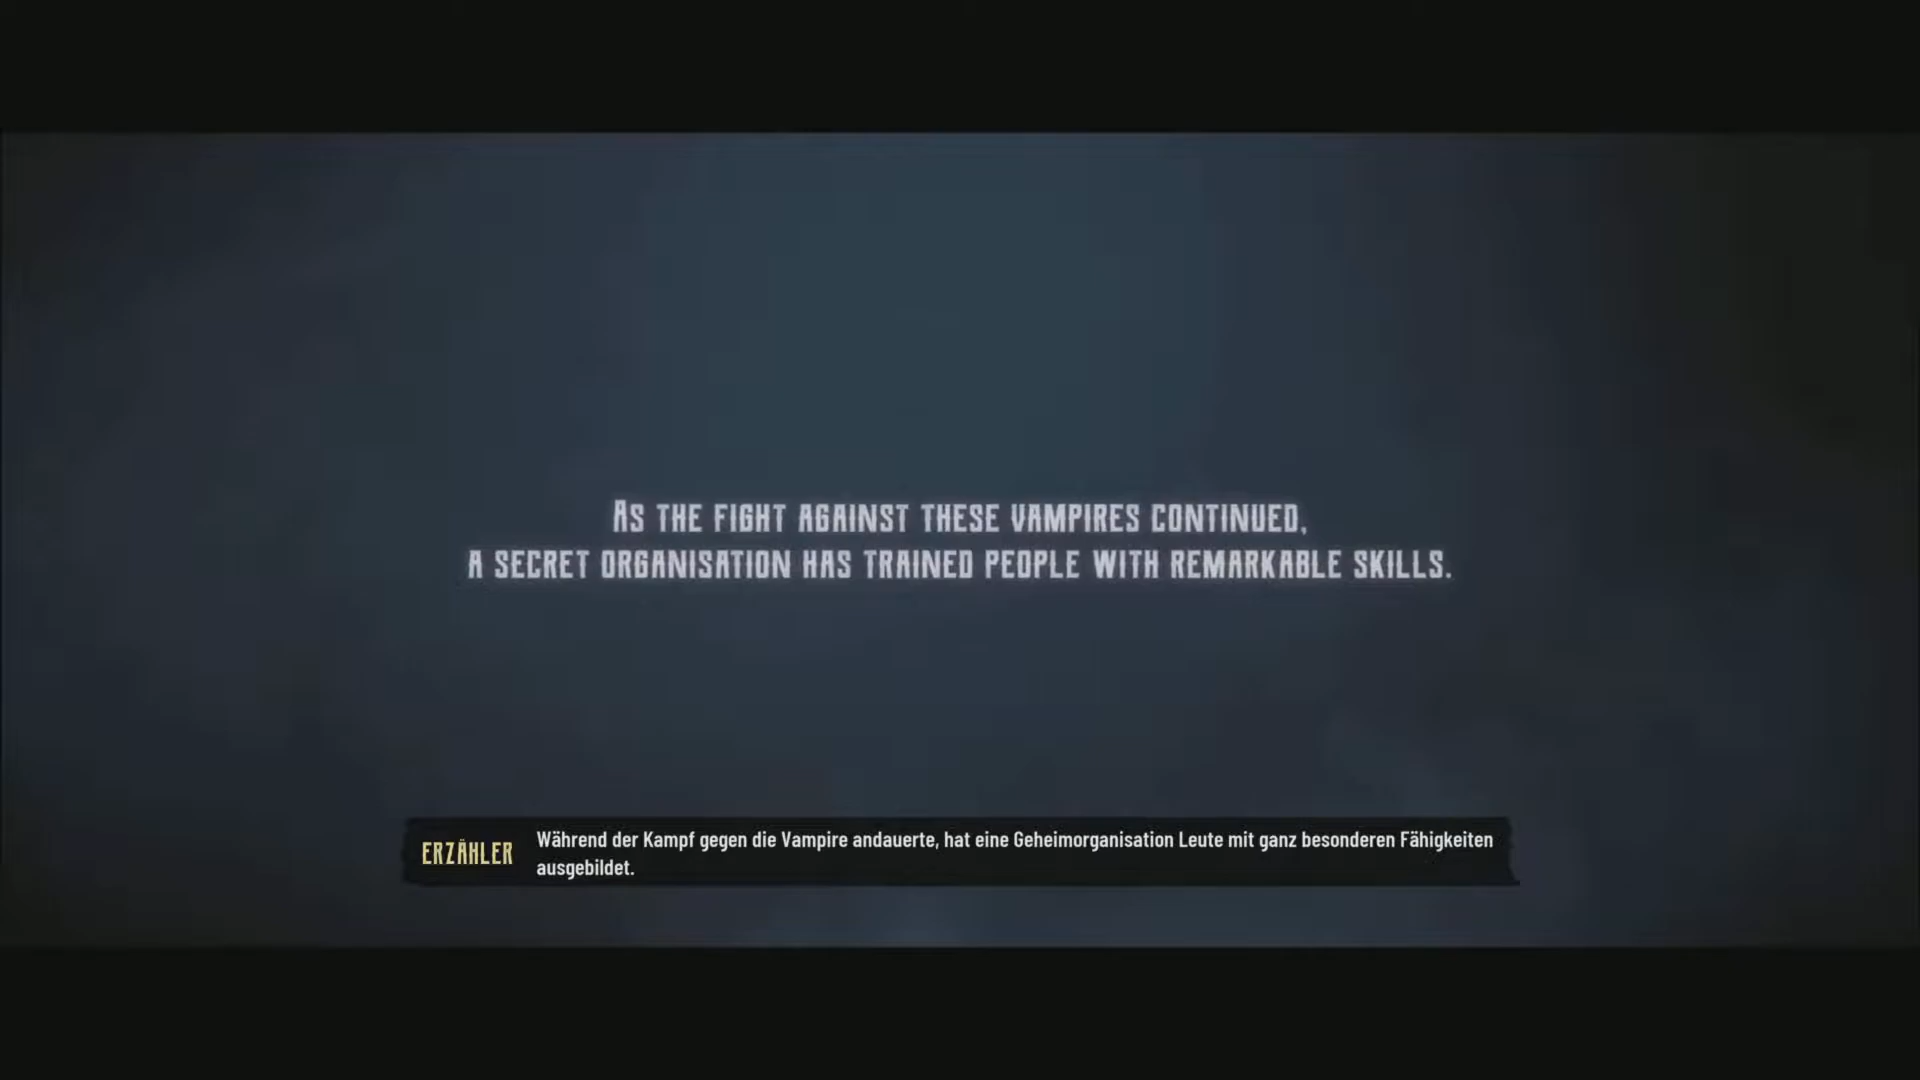 As the fight against these vampires continued,
a secret organisation has trained people with remarkable skills.
ERZÄHLER
Während der Kampf gegen die Vampire andauerte, hat eine Geheimorganisation Leute mit ganz besonderen Fähigkeiten
ausgebildet.